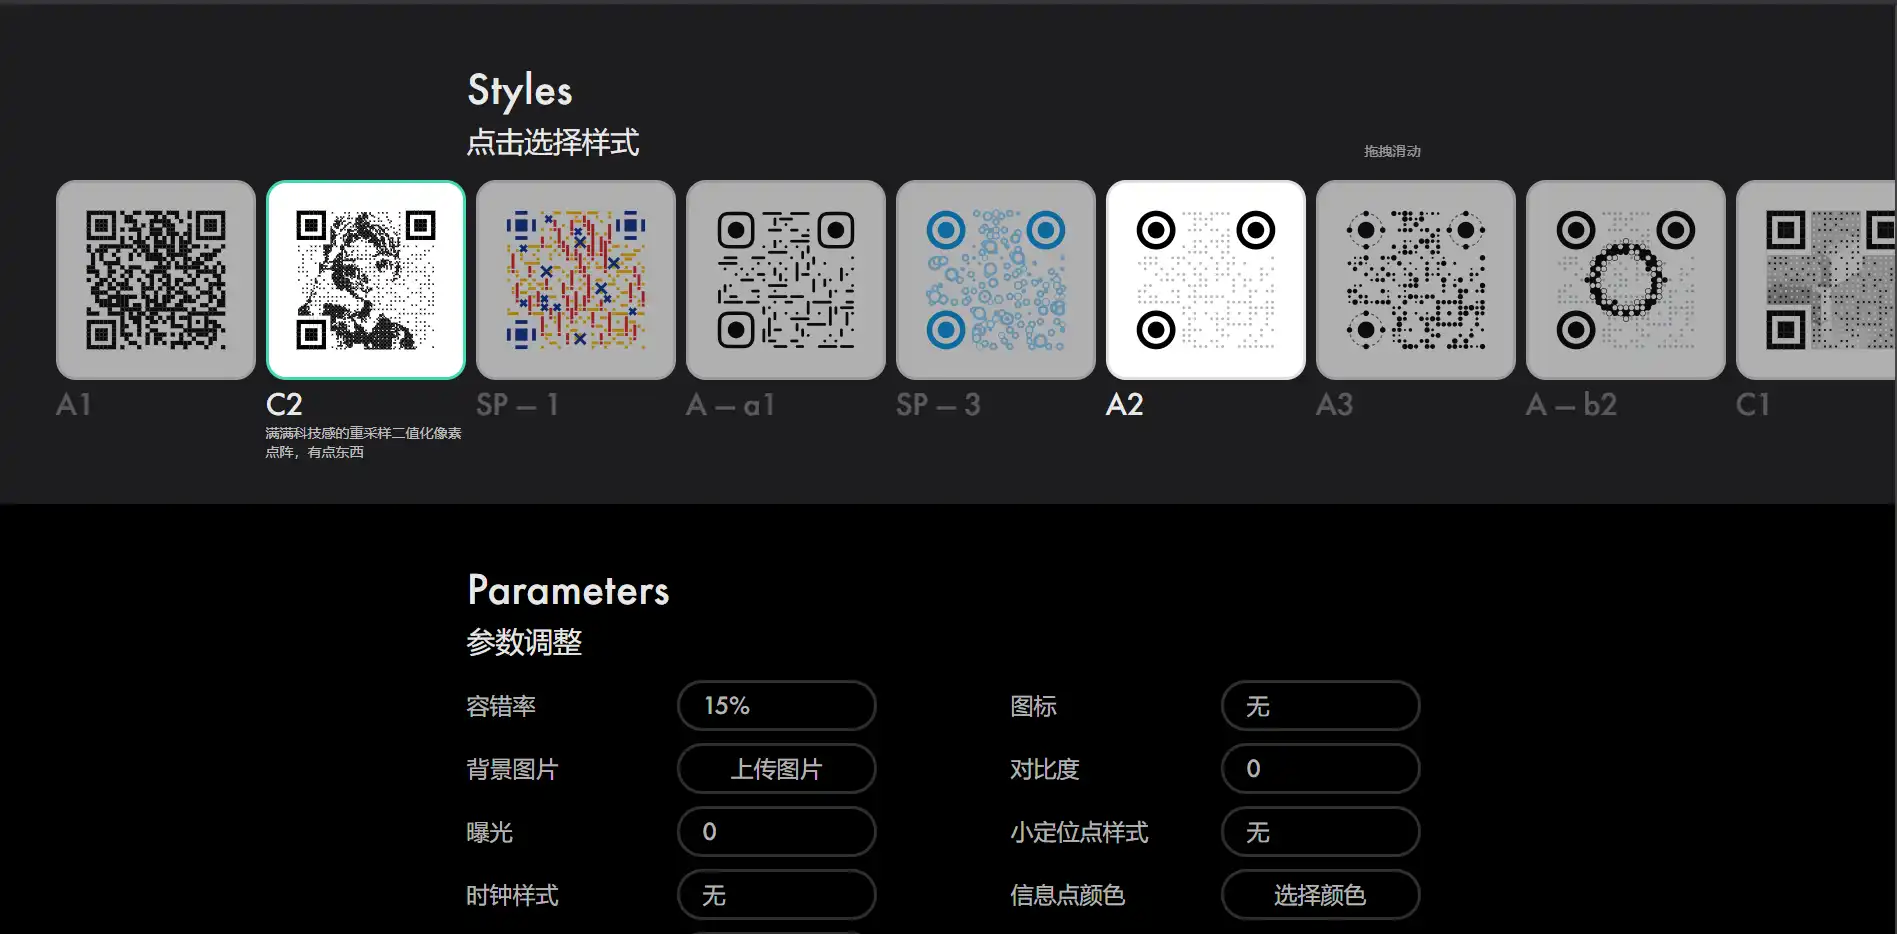 Styles
点击选择样式
拖拽滑动
A1
C2
SP – 1
A – a1
SP – 3
A2
A3
A – b2
C1
满满科技感的重采样二值化像素
点阵，有点东西
Parameters
参数调整
容错率
15%
图标
无
背景图片
上传图片
对比度
0
曝光
0
小定位点样式
无
时钟样式
无
信息点颜色
选择颜色